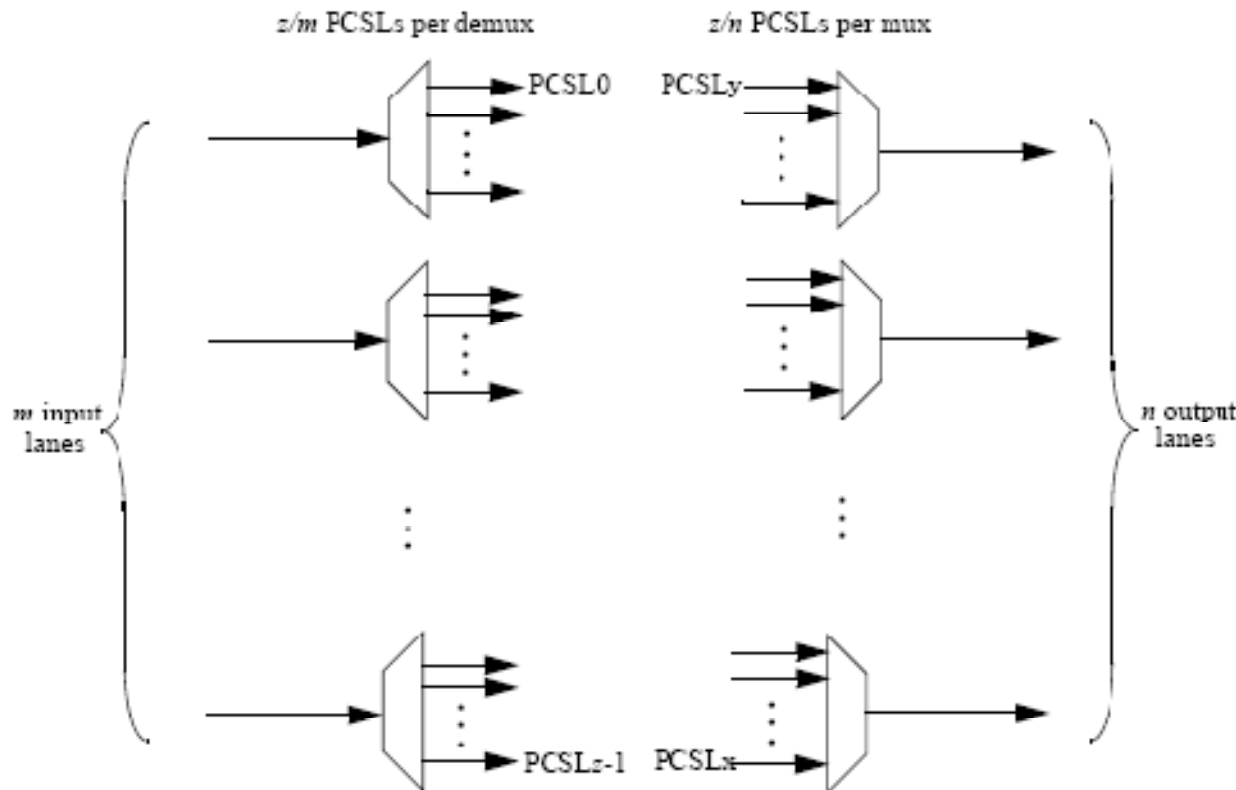 z/m PCSLs per demux
z/n PCSLs per mux
PCSL0
PCSLy
m input
lanes
n output
lanes
PCSLz-1
PCSLx